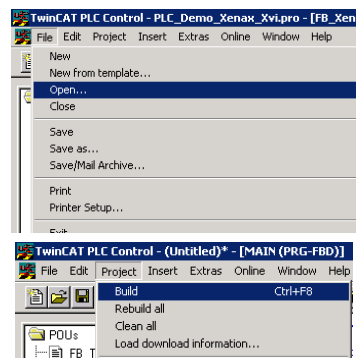 TwinCAT PLC Control - PLC_Demo_Xenax_Xvi.pro - [FB_Xen
File Edit Project Insert Extras Online Window Help
New
New from template...
Open...
Close
Save
Save as...
Save/Mail Archive...
Print
Printer Setup...
Exit
TwinCAT PLC Control - (Untitled)* - [MAIN (PRG-FBD)]
File Edit Project Insert Extras Online Window Help
Build Ctrl+F8
Rebuild all
Clean all
Load download information...
POUs
FB_T